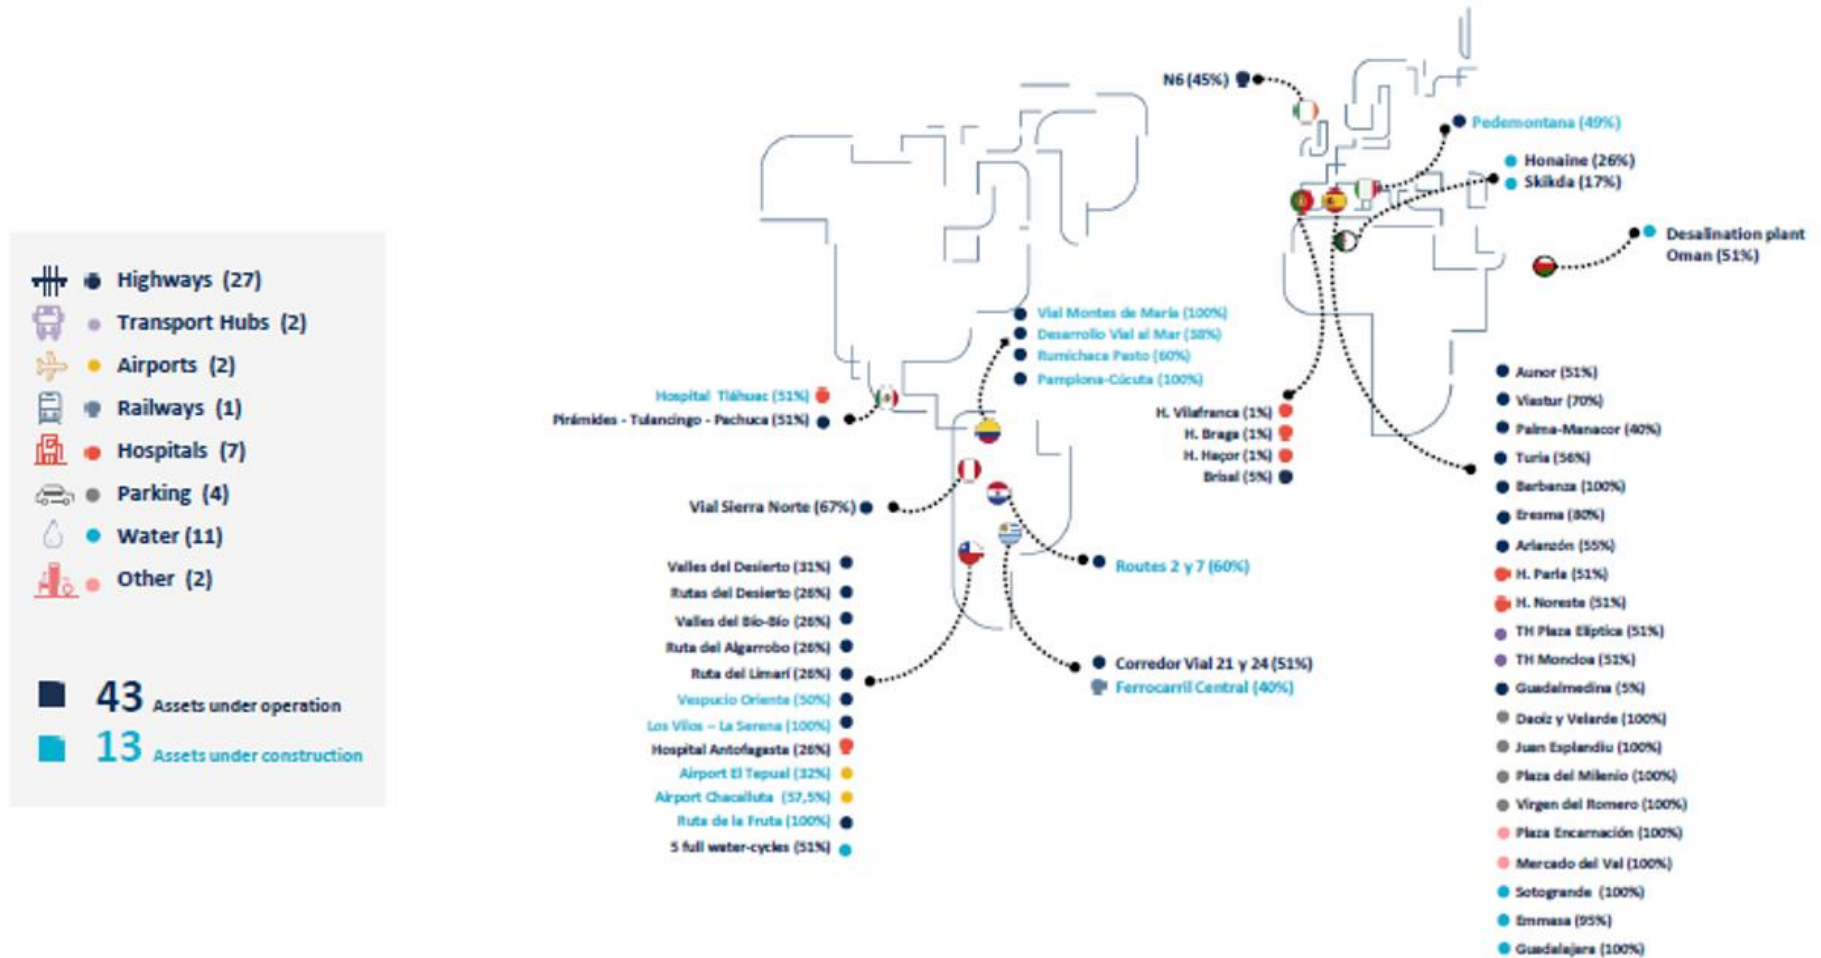 Highways (27)
Transport Hubs (2)
Airports (2)
Railways (1)
Hospitals (7)
Parking (4)
Water (11)
Other (2)
43 Assets under operation
13 Assets under construction
N6 (45%)
Pedemontana (49%)
Honaine (26%)
Skikda (17%)
Desalination plant
Oman (51%)
Vial Montes de María (100%)
Desarrollo Vial al Mar (38%)
Rumichaca Pasto (60%)
Pamplona-Cúcuta (100%)
Hospital Tláhuac (51%)
Pirámides - Tulancingo - Pachuca (51%)
Vial Sierra Norte (67%)
Valles del Desierto (31%)
Rutas del Desierto (26%)
Valles del Bío-Bío (26%)
Ruta del Algarrobo (26%)
Ruta del Limarí (26%)
Vespucio Oriente (50%)
Los Vilos – La Serena (100%)
Hospital Antofagasta (26%)
Airport El Tepual (32%)
Airport Chacalluta (57,5%)
Ruta de la Fruta (100%)
5 full water-cycles (51%)
Routes 2 y 7 (60%)
Corredor Vial 21 y 24 (51%)
Ferrocarril Central (40%)
H. Vilafranca (1%)
H. Braga (1%)
H. Haçor (1%)
Brisal (5%)
Aunor (51%)
Viastur (70%)
Palma-Manacor (40%)
Turia (56%)
Barbanza (100%)
Eresma (80%)
Arlanzón (55%)
H. Parla (51%)
H. Noreste (51%)
TH Plaza Elíptica (51%)
TH Moncloa (51%)
Guadalmedina (5%)
Daoiz y Velarde (100%)
Juan Esplandiu (100%)
Plaza del Milenio (100%)
Virgen del Romero (100%)
Plaza Encarnación (100%)
Mercado del Val (100%)
Sotogrande (100%)
Emmasa (95%)
Guadalajara (100%)